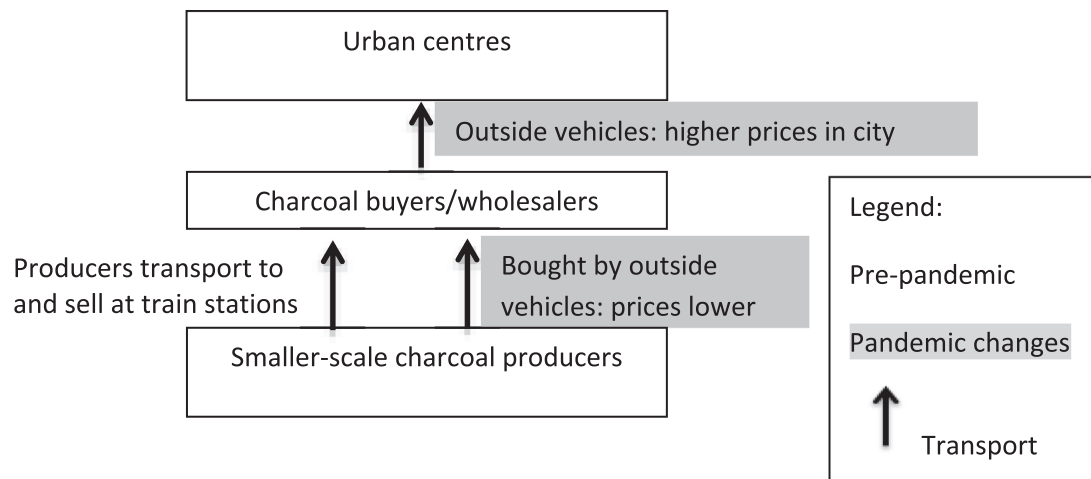 Urban centres
Outside vehicles: higher prices in city
Charcoal buyers/wholesalers
Producers transport to
and sell at train stations
Bought by outside
vehicles: prices lower
Smaller-scale charcoal producers
Legend:
Pre-pandemic
Pandemic changes
Transport